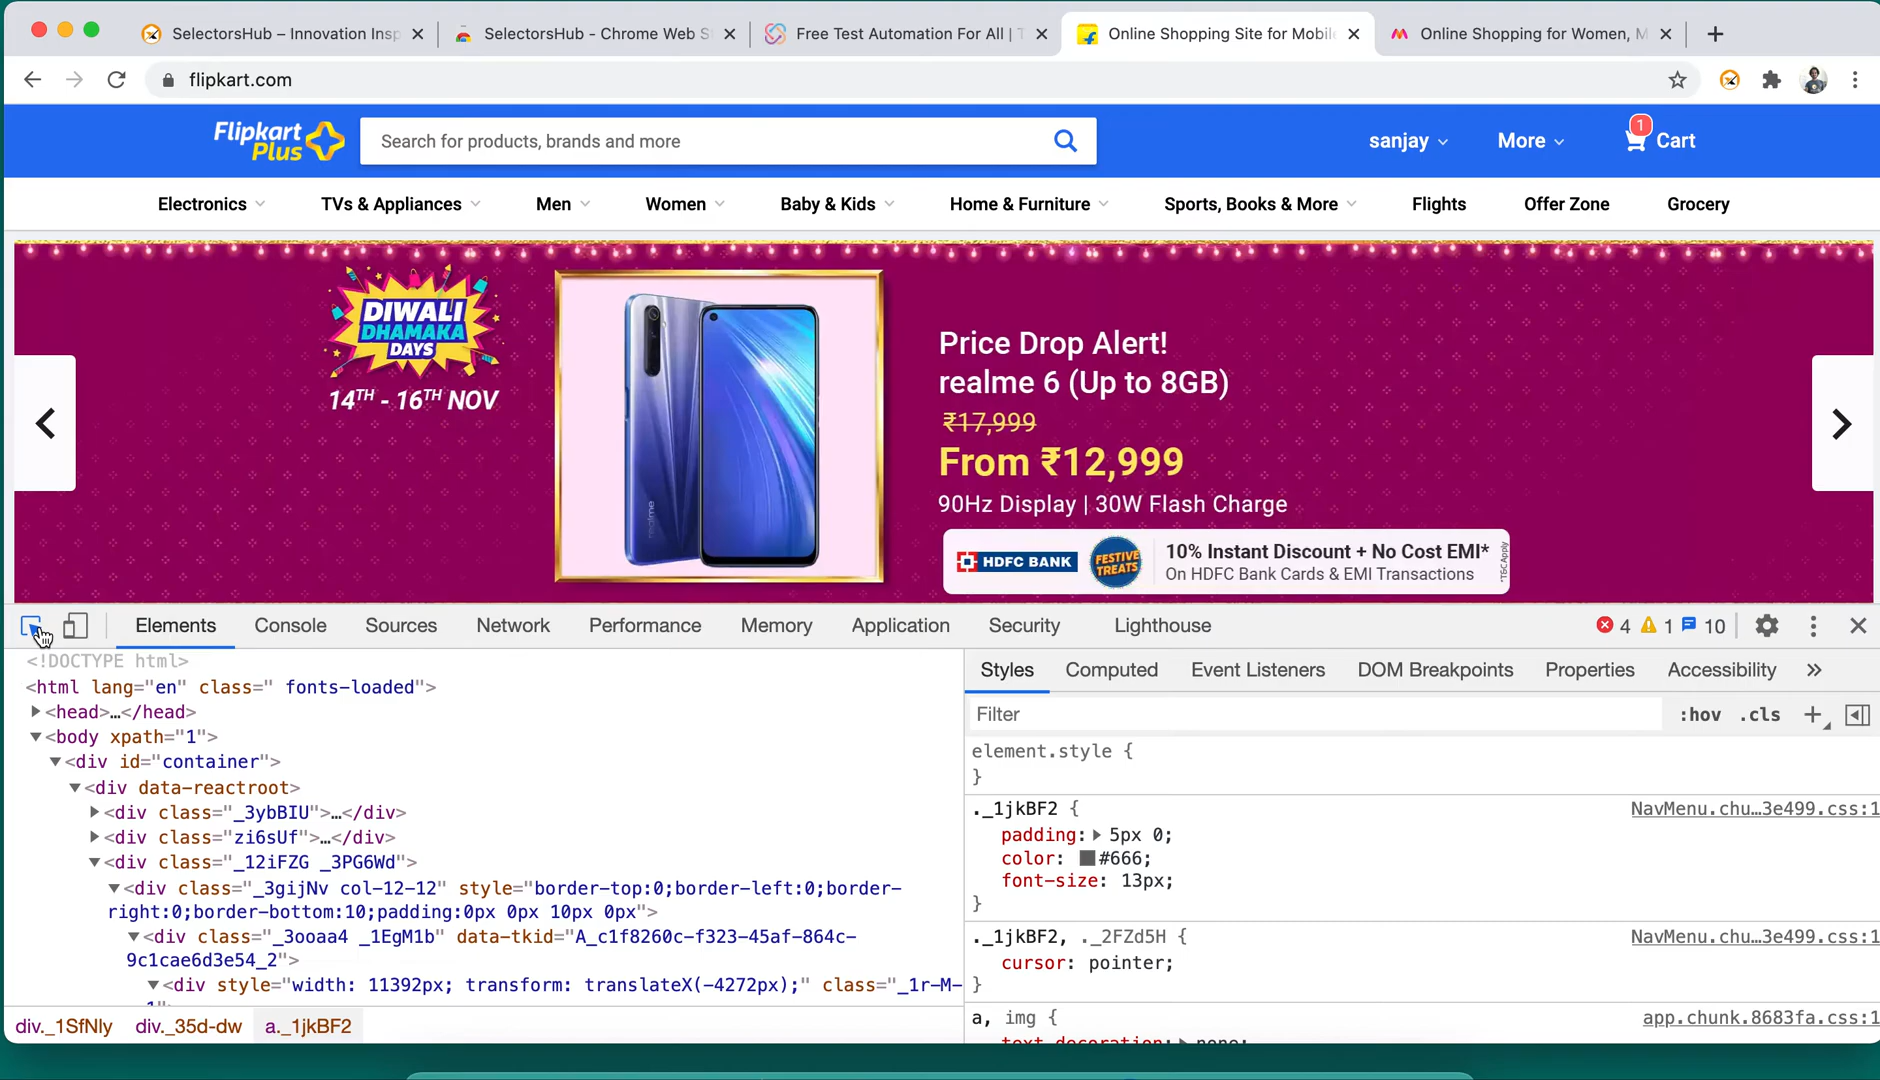 SelectorsHub – Innovation Insp
SelectorsHub - Chrome Web S
Free Test Automation For All | T
Online Shopping Site for Mobile
Online Shopping for Women, M
flipkart.com
Flipkart
Plus
Search for products, brands and more
sanjay
More
1
Cart
Electronics
TVs & Appliances
Men
Women
Baby & Kids
Home & Furniture
Sports, Books & More
Flights
Offer Zone
Grocery
DIWALI
DHAMAKA
DAYS
14TH - 16TH NOV
realme
Price Drop Alert!
realme 6 (Up to 8GB)
₹17,999
From ₹12,999
90Hz Display | 30W Flash Charge
HDFC BANK
FESTIVE
TREATS
10% Instant Discount + No Cost EMI*
On HDFC Bank Cards & EMI Transactions
*T&C Apply
Elements
Console
Sources
Network
Performance
Memory
Application
Security
Lighthouse
4
1
10
<!DOCTYPE html>
<html lang="en" class=" fonts-loaded">
<head>…</head>
<body xpath="1">
<div id="container">
<div data-reactroot>
<div class="_3ybBIU">…</div>
<div class="zi6sUf">…</div>
<div class="_12iFZG _3PG6Wd">
<div class="_3gijNv col-12-12" style="border-top:0;border-left:0;border-
right:0;border-bottom:10;padding:0px 0px 10px 0px">
<div class="_3ooaa4 _1EgM1b" data-tkid="A_c1f8260c-f323-45af-864c-
9c1cae6d3e54_2">
<div style="width: 11392px; transform: translateX(-4272px);" class="_1r-M-
div._1SfNly
div._35d-dw
a._1jkBF2
Styles
Computed
Event Listeners
DOM Breakpoints
Properties
Accessibility
Filter
:hov
.cls
element.style {
}
._1jkBF2 {
NavMenu.chu…3e499.css:1
padding: 5px 0;
color: #666;
font-size: 13px;
}
._1jkBF2, ._2FZd5H {
NavMenu.chu…3e499.css:1
cursor: pointer;
}
a, img {
app.chunk.8683fa.css:1
text-decoration: none;